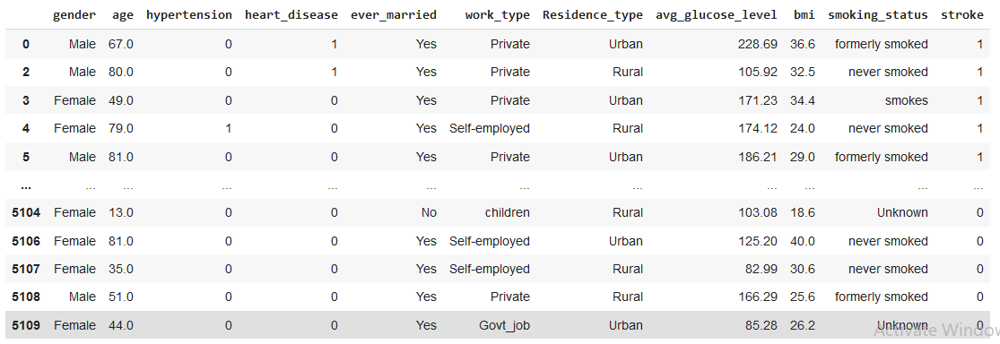 gender age hypertension heart_disease ever_married work_type Residence_type avg_glucose_level bmi smoking_status stroke
0 Male 67.0 0 1 Yes Private Urban 228.69 36.6 formerly smoked 1
2 Male 80.0 0 1 Yes Private Rural 105.92 32.5 never smoked 1
3 Female 49.0 0 0 Yes Private Urban 171.23 34.4 smokes 1
4 Female 79.0 1 0 Yes Self-employed Rural 174.12 24.0 never smoked 1
5 Male 81.0 0 0 Yes Private Urban 186.21 29.0 formerly smoked 1
... ... ... ... ... ... ... ... ... ... ... ...
5104 Female 13.0 0 0 No children Rural 103.08 18.6 Unknown 0
5106 Female 81.0 0 0 Yes Self-employed Urban 125.20 40.0 never smoked 0
5107 Female 35.0 0 0 Yes Self-employed Rural 82.99 30.6 never smoked 0
5108 Male 51.0 0 0 Yes Private Rural 166.29 25.6 formerly smoked 0
5109 Female 44.0 0 0 Yes Govt_job Urban 85.28 26.2 Unknown 0
Activate Window